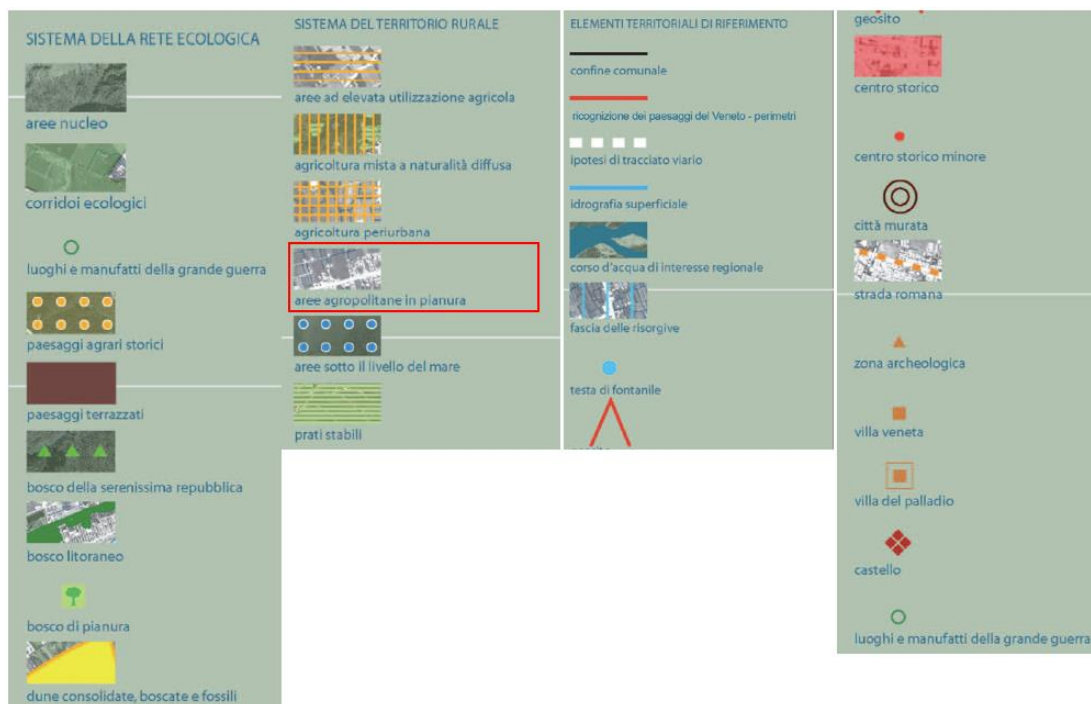 SISTEMA DELLA RETE ECOLOGICA
aree nucleo
corridoi ecologici
luoghi e manufatti della grande guerra
paesaggi agrari storici
paesaggi terrazzati
bosco della serenissima repubblica
bosco litoraneo
bosco di pianura
dune consolidate, boscate e fossili
SISTEMA DEL TERRITORIO RURALE
aree ad elevata utilizzazione agricola
agricoltura mista a naturalità diffusa
agricoltura periurbana
aree agropolitane in pianura
aree sotto il livello del mare
prati stabili
ELEMENTI TERRITORIALI DI RIFERIMENTO
confine comunale
ricognizione dei paesaggi del Veneto - perimetri
ipotesi di tracciato viario
idrografia superficiale
corso d'acqua di interesse regionale
fascia delle risorgive
testa di fontanile
geosito
centro storico
centro storico minore
città murata
strada romana
zona archeologica
villa veneta
villa del palladio
castello
luoghi e manufatti della grande guerra